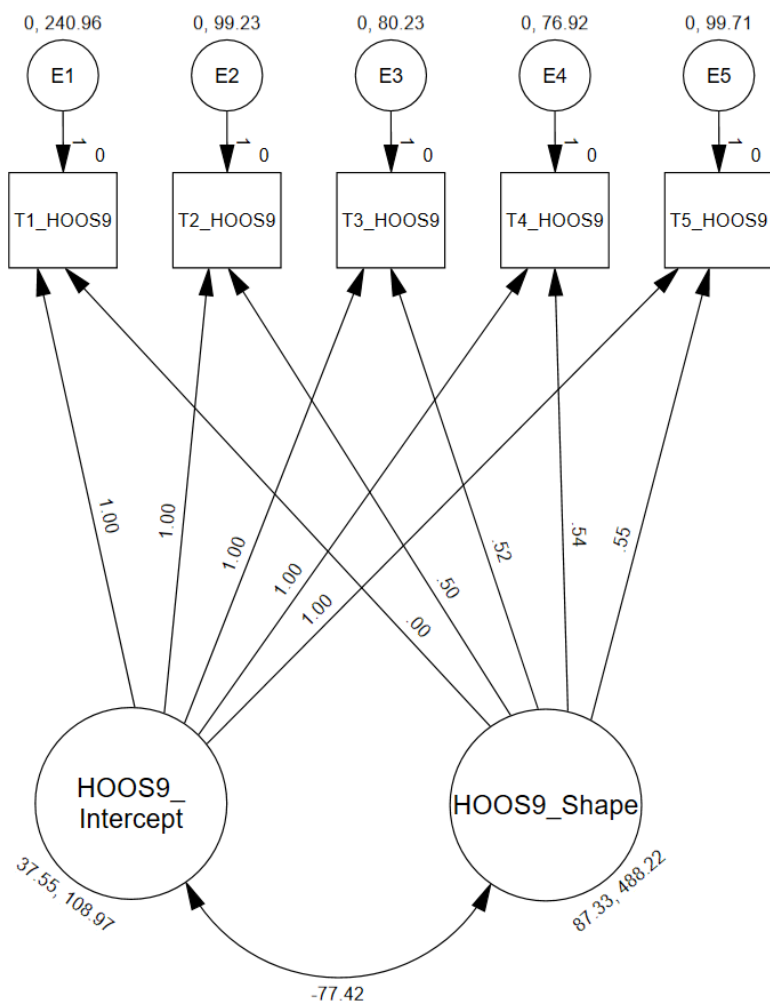 0, 240.96
0, 99.23
0, 80.23
0, 76.92
0, 99.71
E1
E2
E3
E4
E5
1
0
1
0
1
0
1
0
1
0
T1_HOOS9
T2_HOOS9
T3_HOOS9
T4_HOOS9
T5_HOOS9
1.00
1.00
1.00
1.00
1.00
.00
.50
.52
.54
.55
HOOS9_
Intercept
HOOS9_Shape
37.55, 108.97
87.33, 488.22
-77.42